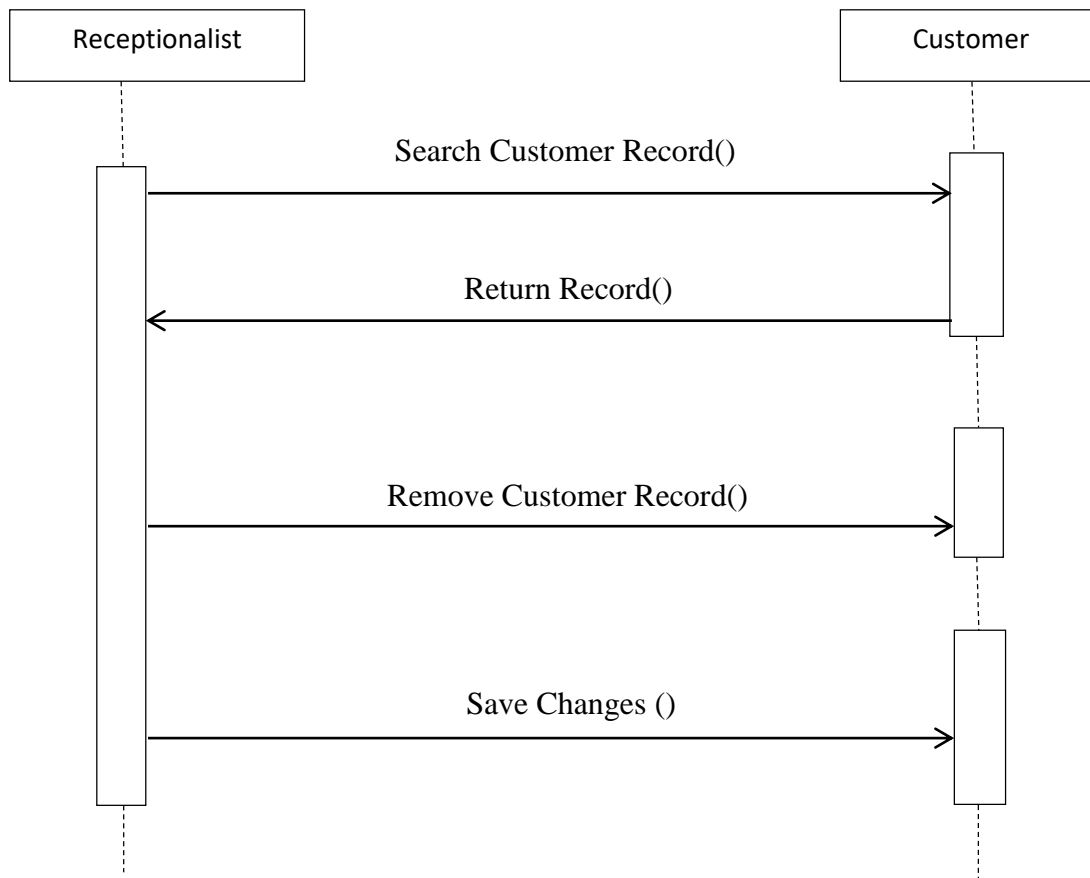 Receptionalist
Customer
Search Customer Record()
Return Record()
Remove Customer Record()
Save Changes ()